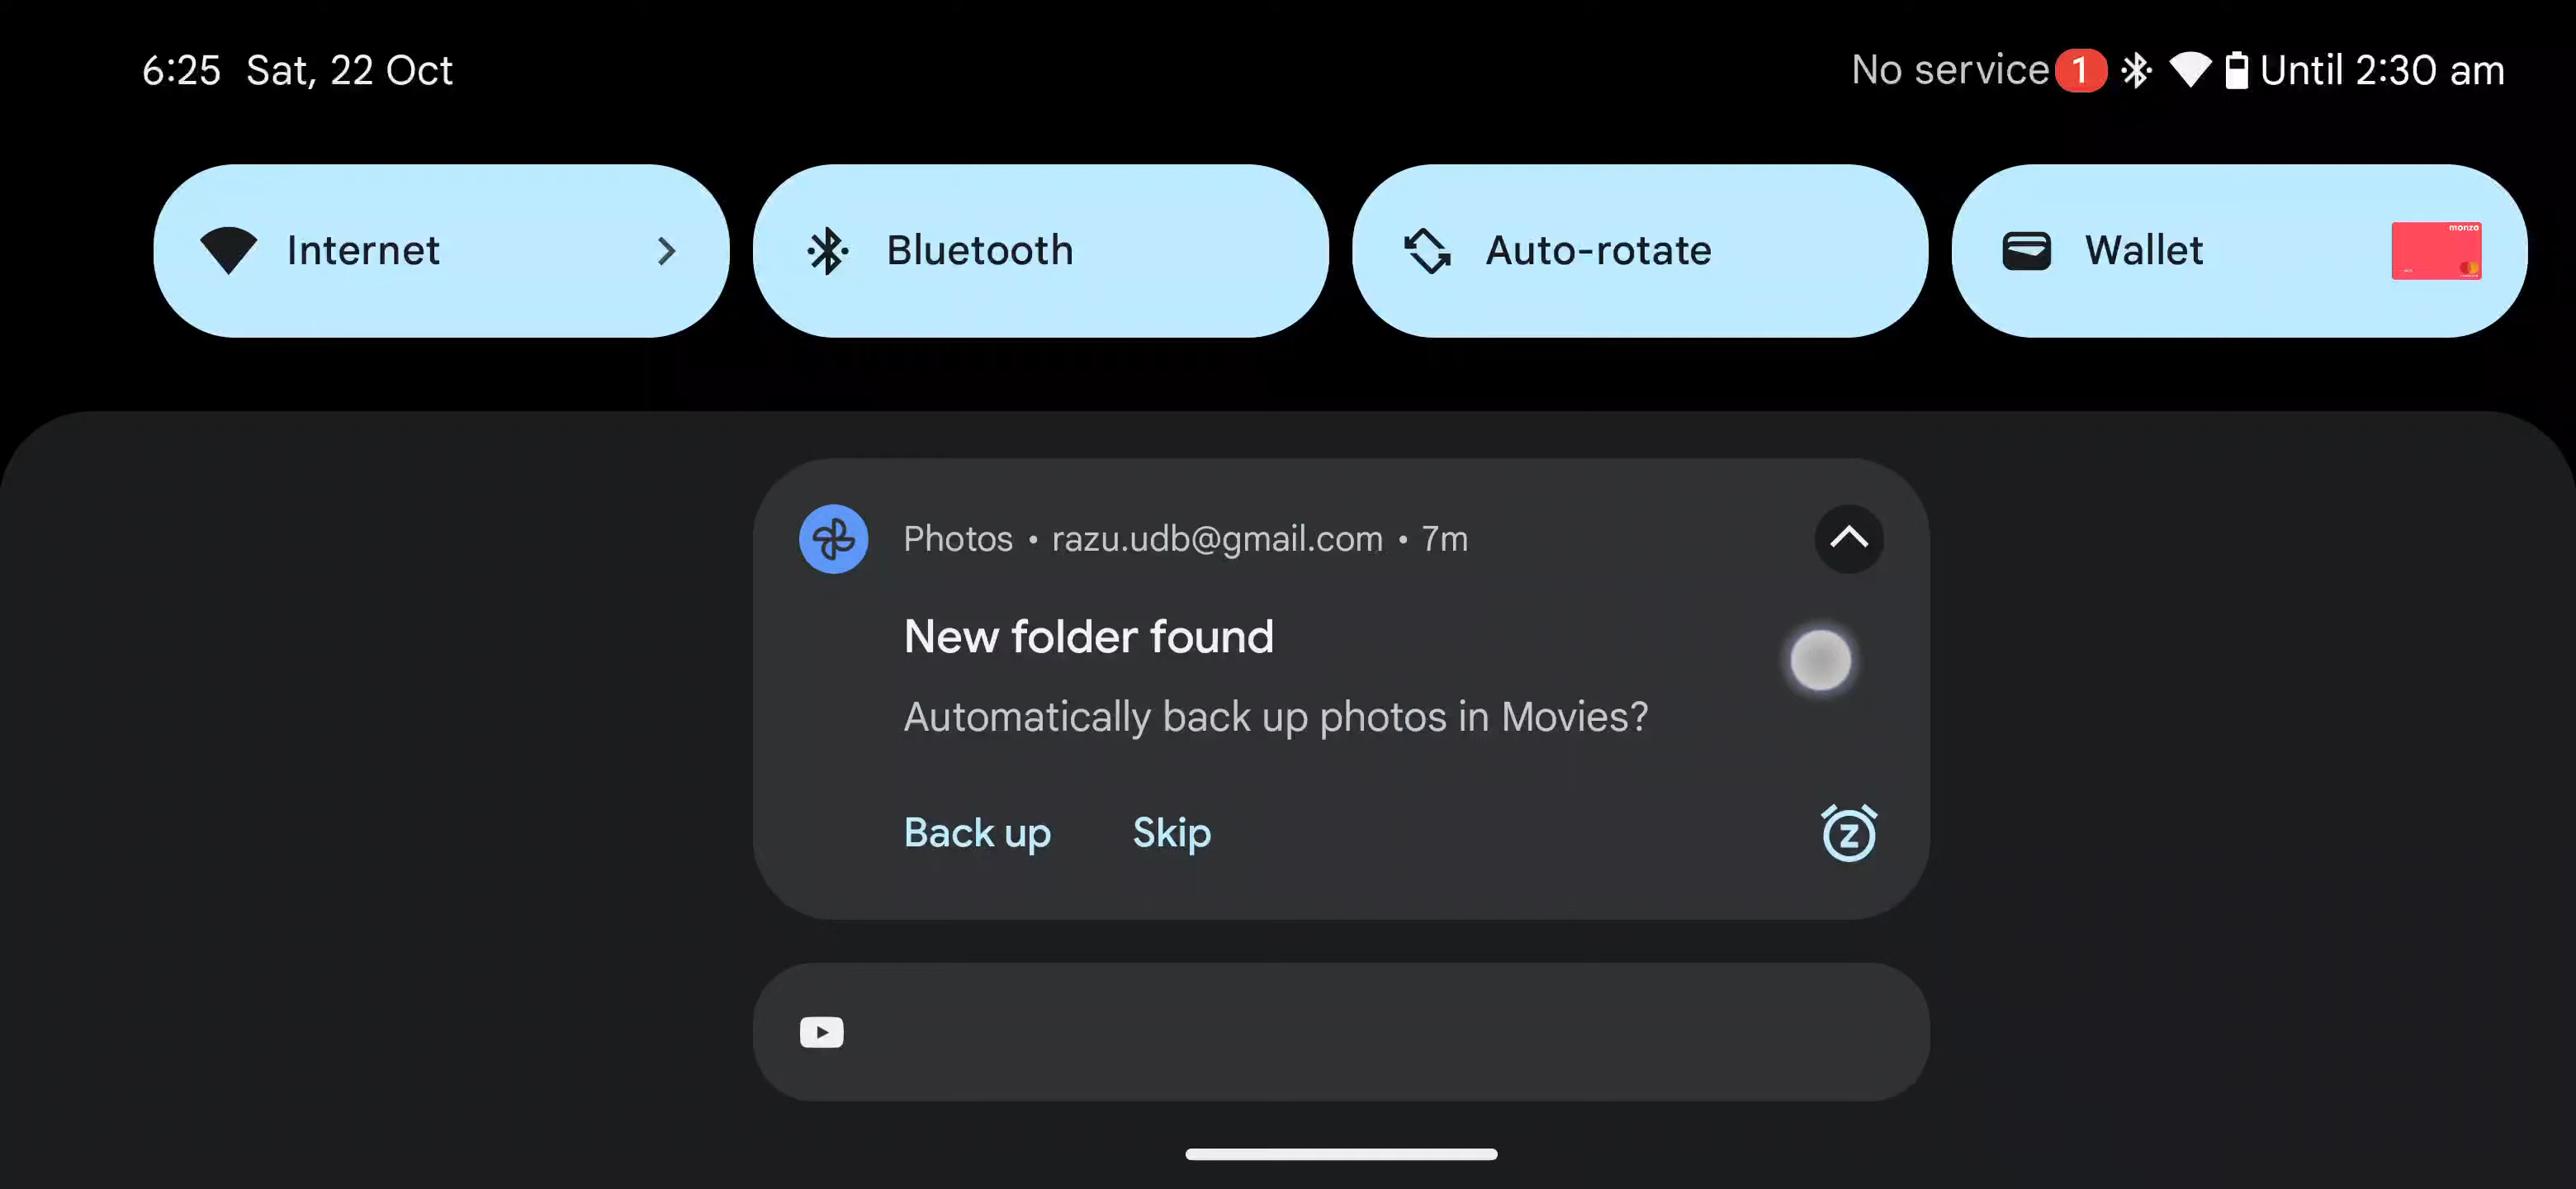 6:25 Sat, 22 Oct
No service 1 Until 2:30 am
Internet
Bluetooth
Auto-rotate
Wallet
monzo
Photos • razu.udb@gmail.com • 7m
New folder found
Automatically back up photos in Movies?
Back up Skip